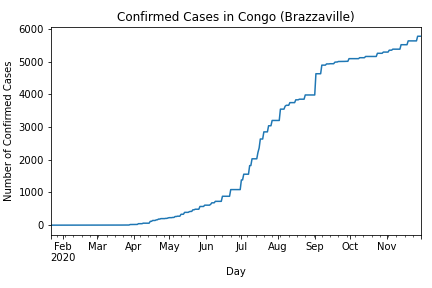 Confirmed Cases in Congo (Brazzaville)
6000
5000
4000
3000
2000
1000
0
Number of Confirmed Cases
Feb Mar Apr May Jun Jul Aug Sep Oct Nov
2020
Day